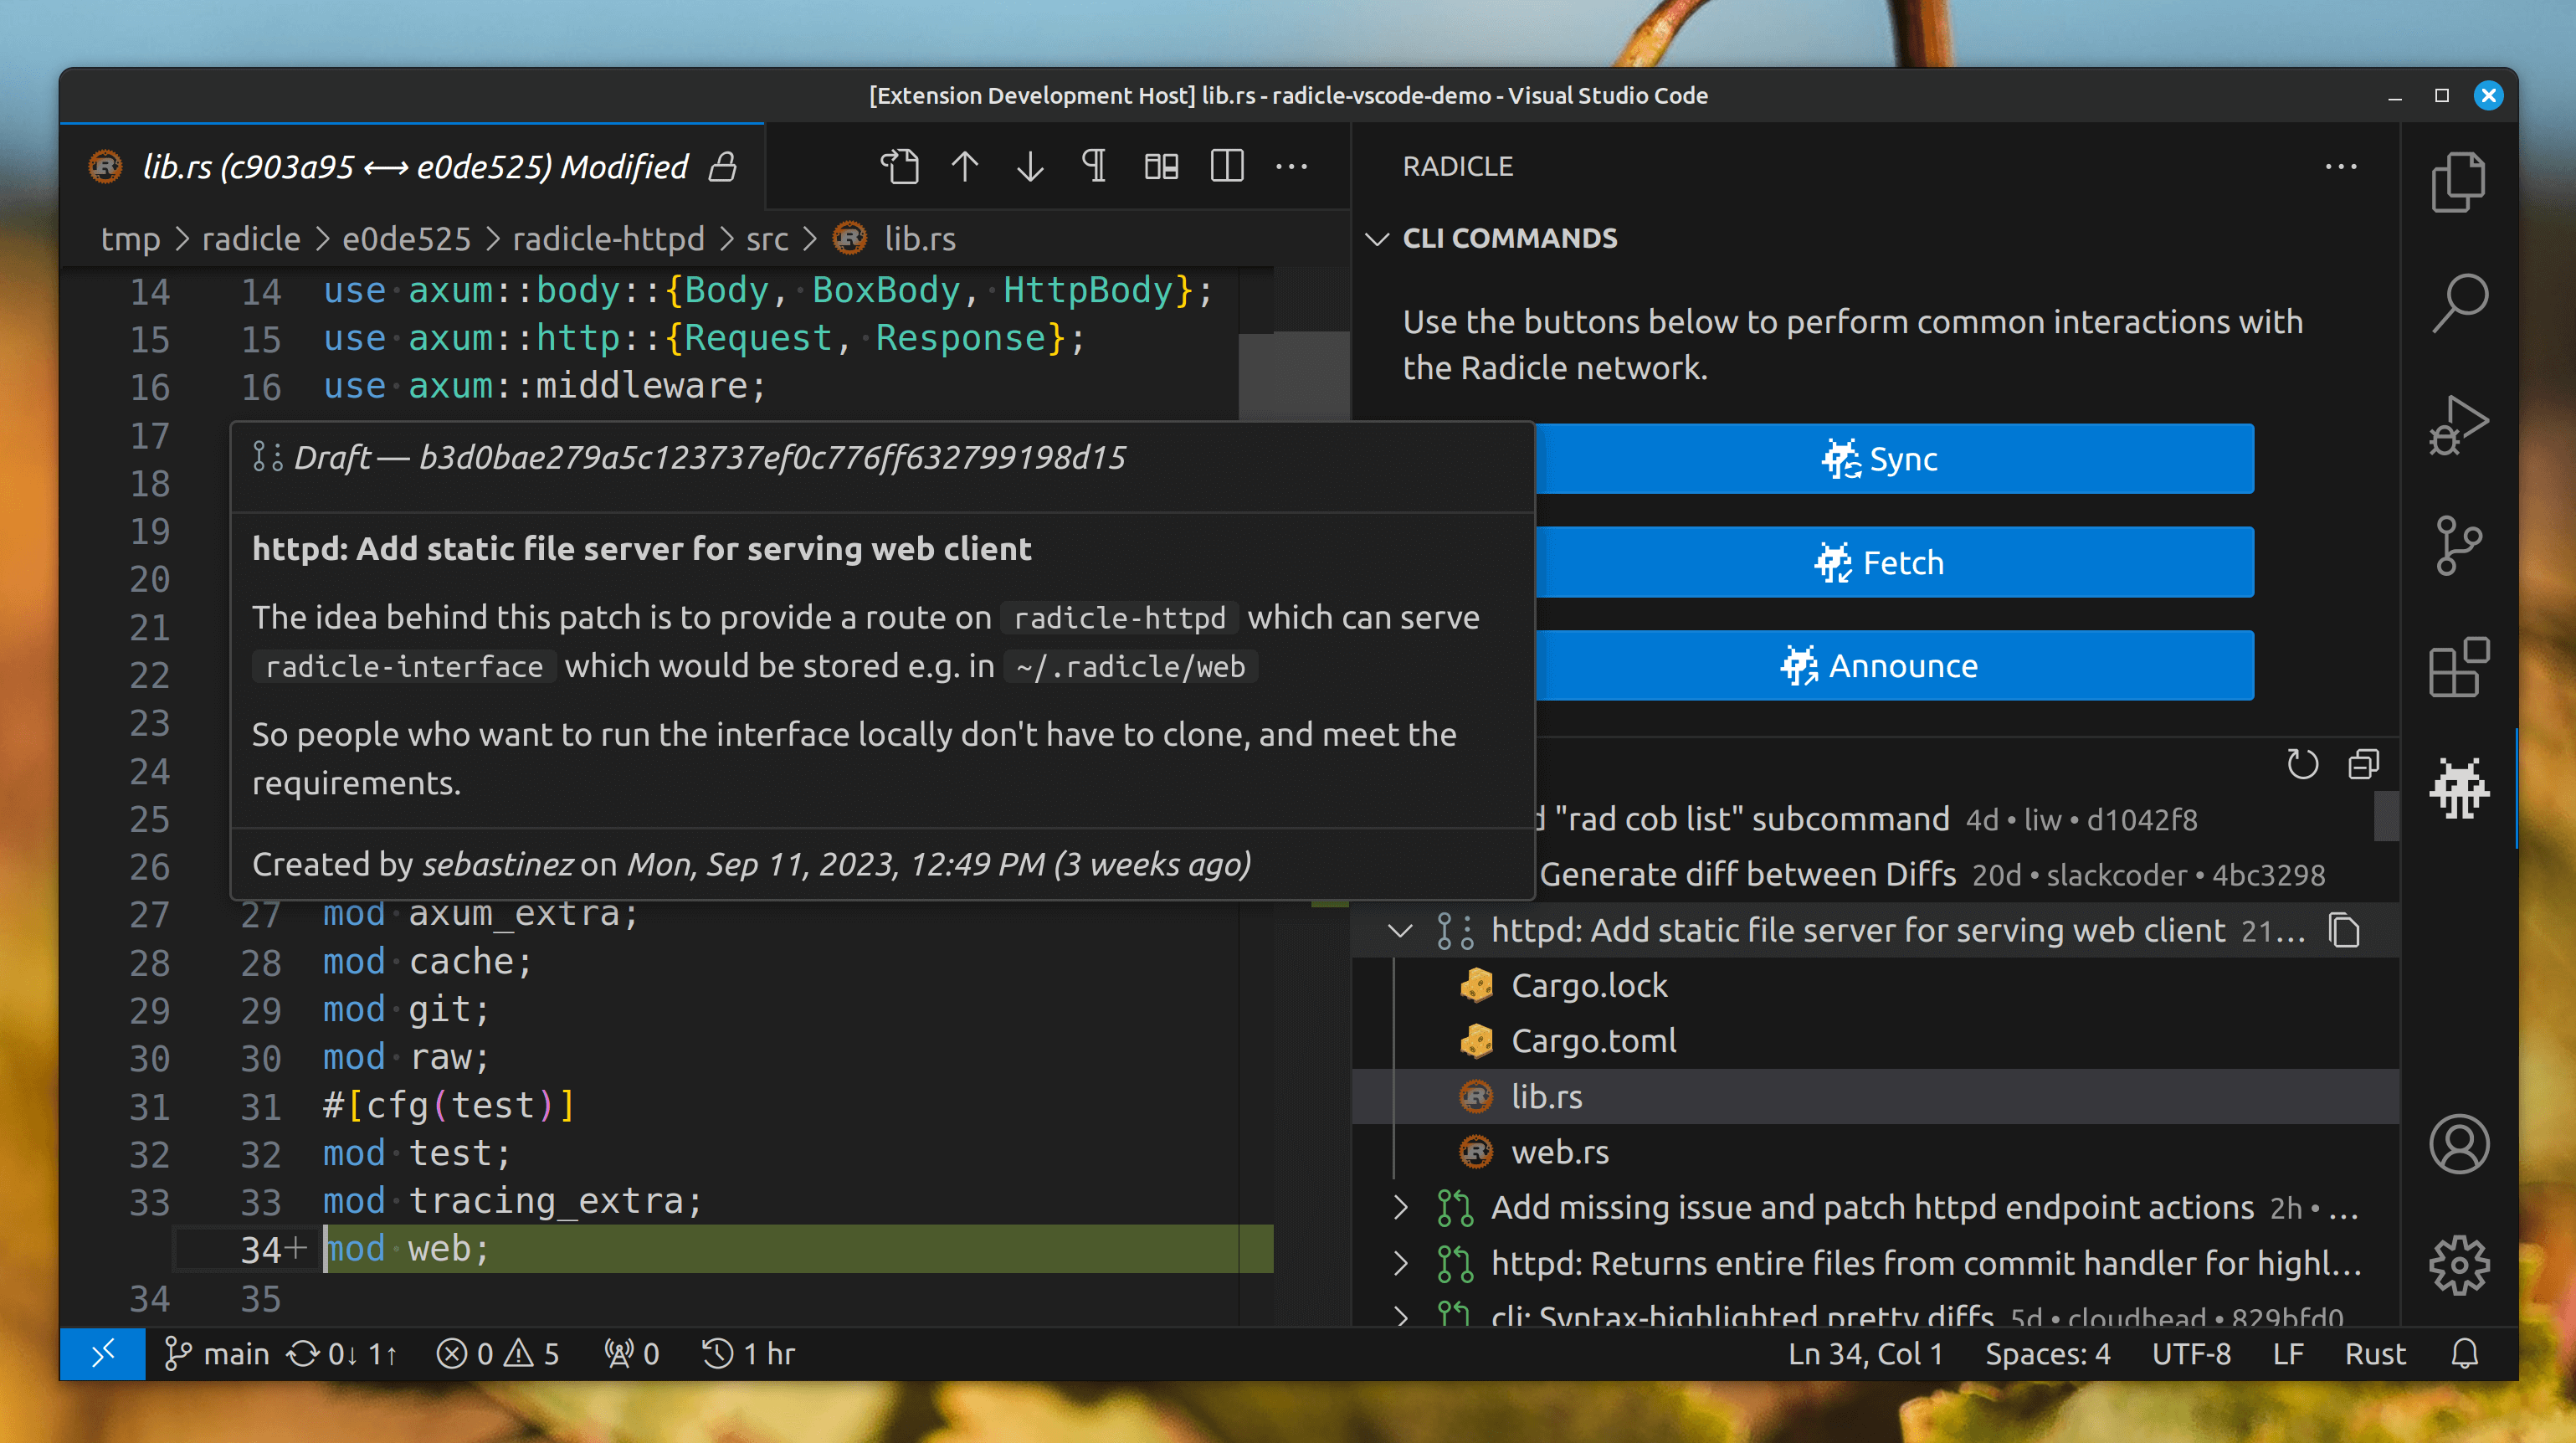 [Extension Development Host] lib.rs - radicle-vscode-demo - Visual Studio Code
lib.rs (c903a95 ⟷ e0de525) Modified
tmp > radicle > e0de525 > radicle-httpd > src > lib.rs
14 14 use axum::body::{Body, BoxBody, HttpBody};
15 15 use axum::http::{Request, Response};
16 16 use axum::middleware;
17
18
19
20
21
22
23
24
25
26
Draft — b3d0bae279a5c123737ef0c776ff632799198d15
httpd: Add static file server for serving web client
The idea behind this patch is to provide a route on radicle-httpd which can serve
radicle-interface which would be stored e.g. in ~/.radicle/web
So people who want to run the interface locally don't have to clone, and meet the
requirements.
Created by sebastinez on Mon, Sep 11, 2023, 12:49 PM (3 weeks ago)
27 27 mod axum_extra;
28 28 mod cache;
29 29 mod git;
30 30 mod raw;
31 31 #[cfg(test)]
32 32 mod test;
33 33 mod tracing_extra;
34+ mod web;
34 35
RADICLE
CLI COMMANDS
Use the buttons below to perform common interactions with
the Radicle network.
Sync
Fetch
Announce
"rad cob list" subcommand 4d • liw • d1042f8
Generate diff between Diffs 20d • slackcoder • 4bc3298
httpd: Add static file server for serving web client 21...
Cargo.lock
Cargo.toml
lib.rs
web.rs
Add missing issue and patch httpd endpoint actions 2h • ...
httpd: Returns entire files from commit handler for highl...
cli: Syntax-highlighted pretty diffs 5d • cloudhead • 829bfd0
main 0↓ 1↑ 0 5 0 1 hr
Ln 34, Col 1 Spaces: 4 UTF-8 LF Rust